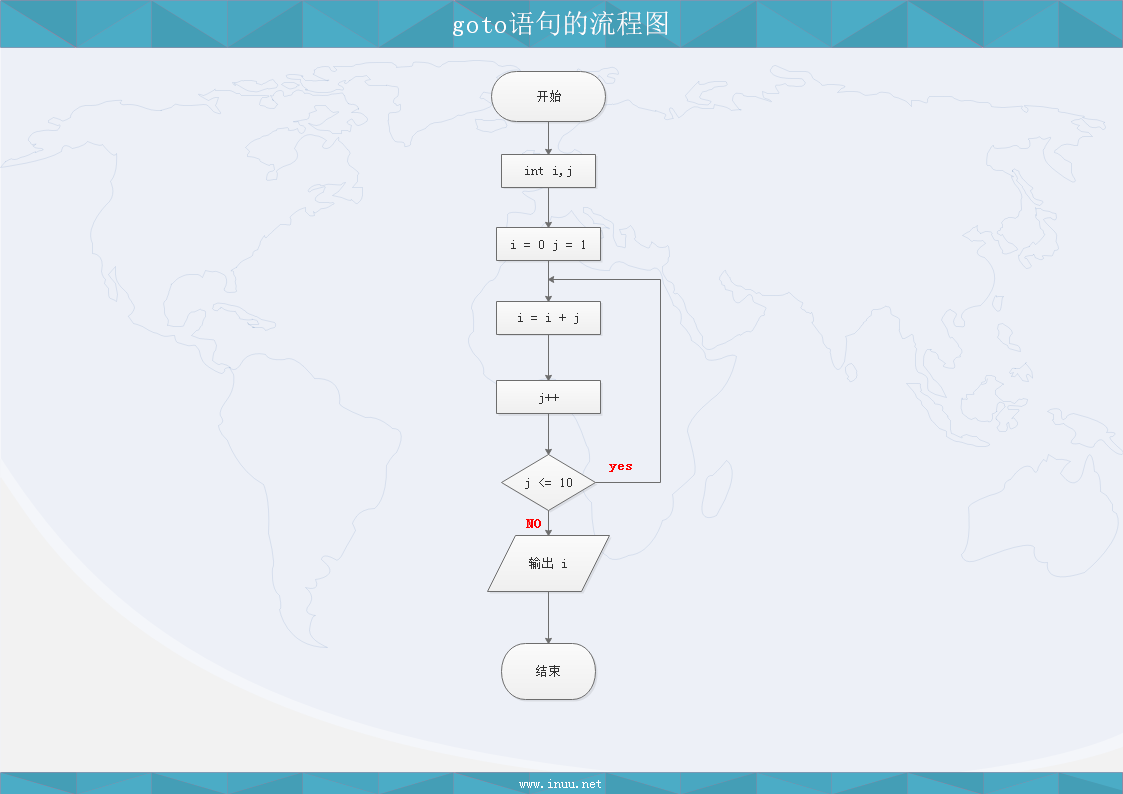 goto语句的流程图
开始
int i,j
i = 0 j = 1
i = i + j
j++
yes
j <= 10
NO
输出 i
结束
www.inuu.net